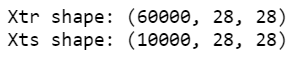 Xtr shape: (60000, 28, 28)
Xts shape: (10000, 28, 28)